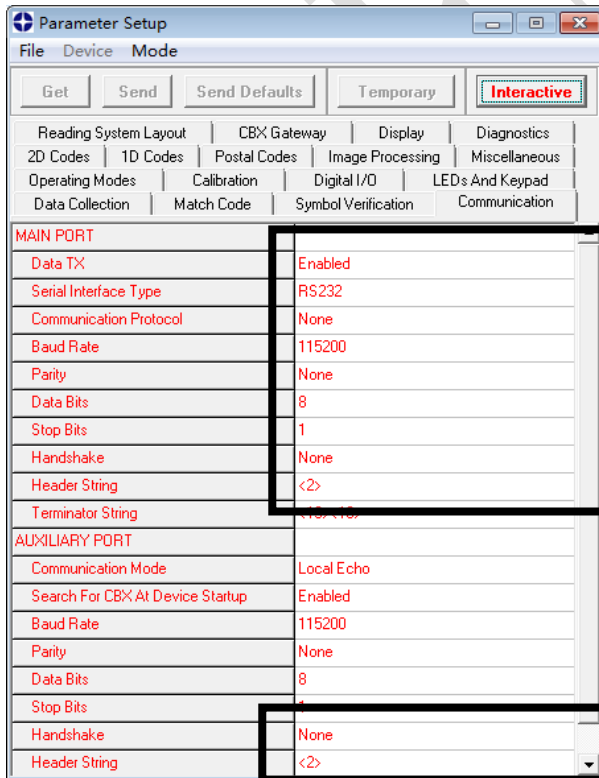 Parameter Setup
File Device Mode
Get Send Send Defaults Temporary Interactive
Reading System Layout CBX Gateway Display Diagnostics
2D Codes 1D Codes Postal Codes Image Processing Miscellaneous
Operating Modes Calibration Digital I/O LEDs And Keypad
Data Collection Match Code Symbol Verification Communication
MAIN PORT
Data TX Enabled
Serial Interface Type RS232
Communication Protocol None
Baud Rate 115200
Parity None
Data Bits 8
Stop Bits 1
Handshake None
Header String <2>
Terminator String
AUXILIARY PORT
Communication Mode Local Echo
Search For CBX At Device Startup Enabled
Baud Rate 115200
Parity None
Data Bits 8
Stop Bits
Handshake None
Header String <2>